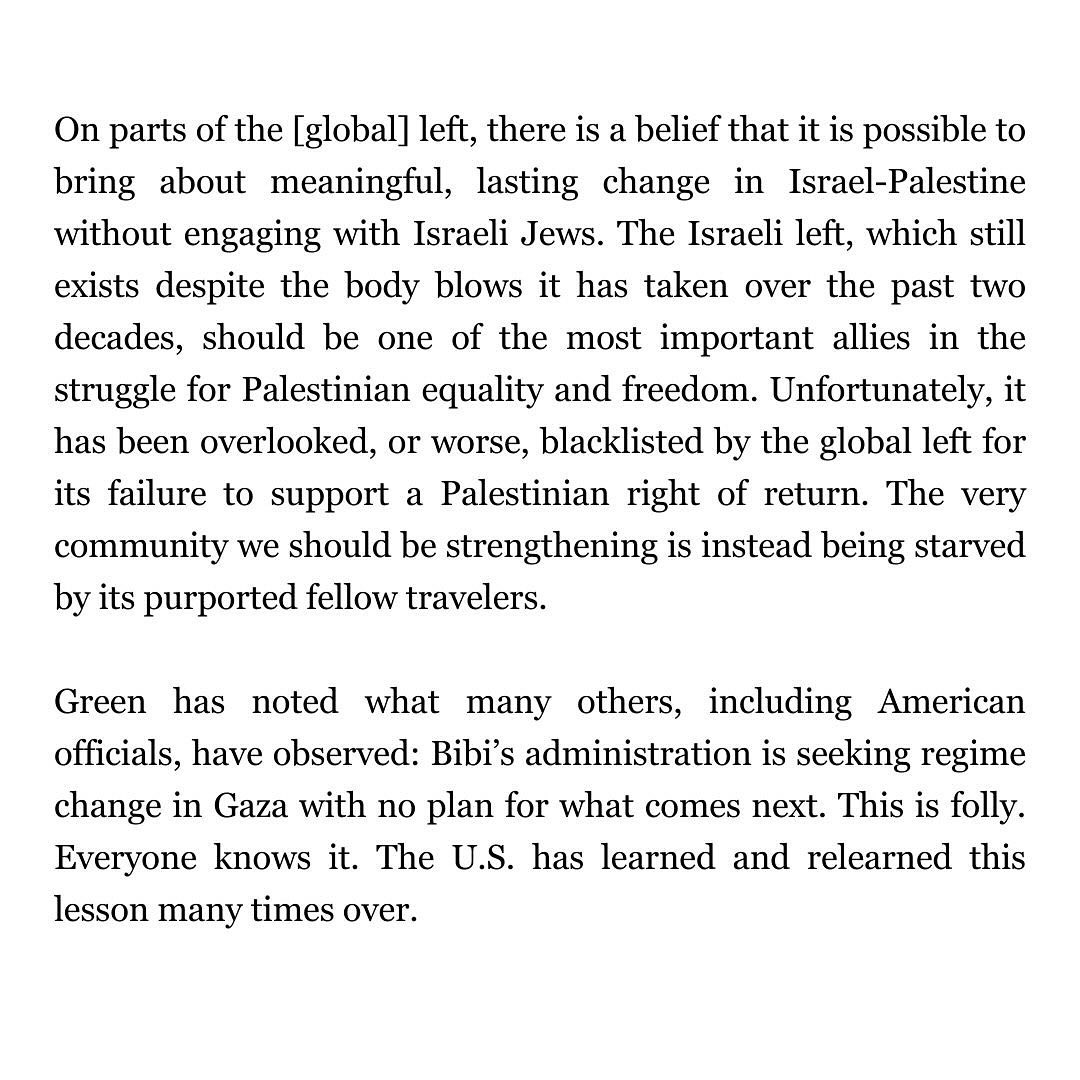 On parts of the [global] left, there is a belief that it is possible to
bring about meaningful, lasting change in Israel-Palestine
without engaging with Israeli Jews. The Israeli left, which still
exists despite the body blows it has taken over the past two
decades, should be one of the most important allies in the
struggle for Palestinian equality and freedom. Unfortunately, it
has been overlooked, or worse, blacklisted by the global left for
its failure to support a Palestinian right of return. The very
community we should be strengthening is instead being starved
by its purported fellow travelers.
Green has noted what many others, including American
officials, have observed: Bibi’s administration is seeking regime
change in Gaza with no plan for what comes next. This is folly.
Everyone knows it. The U.S. has learned and relearned this
lesson many times over.